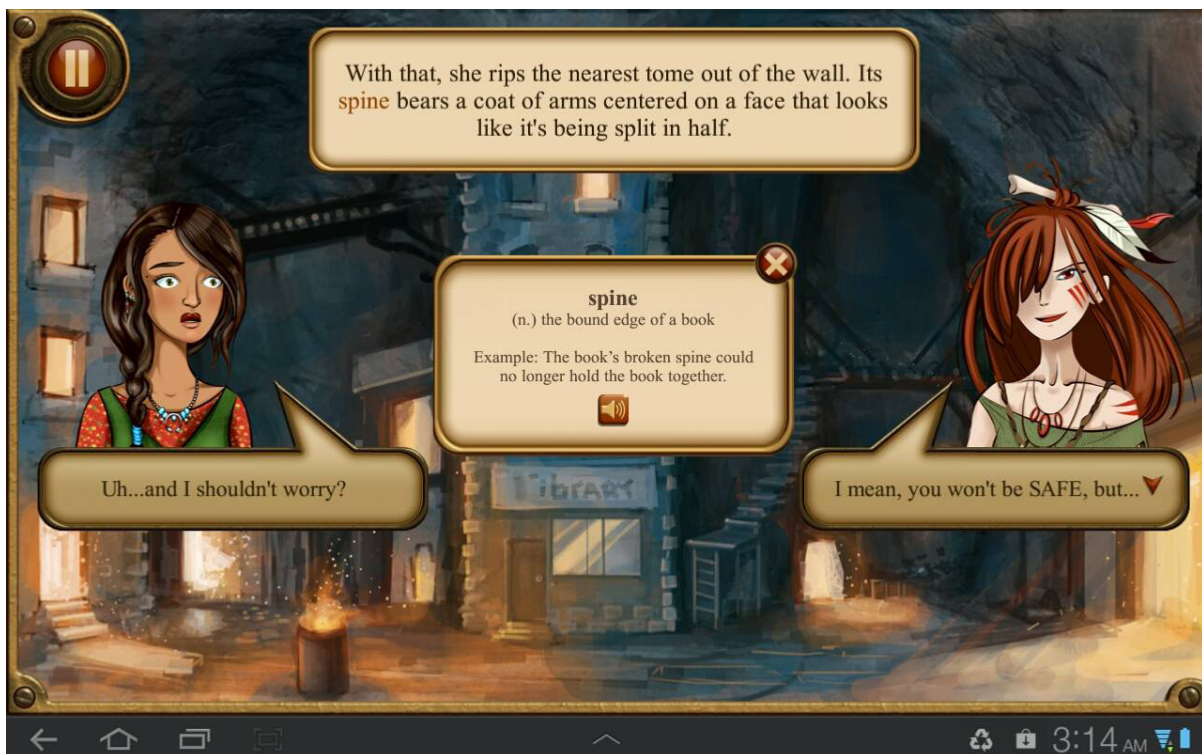 With that, she rips the nearest tome out of the wall. Its
spine bears a coat of arms centered on a face that looks
like it's being split in half.
spine
(n.) the bound edge of a book
Example: The book’s broken spine could
no longer hold the book together.
Uh...and I shouldn't worry?
I mean, you won't be SAFE, but...
Library
3:14 AM